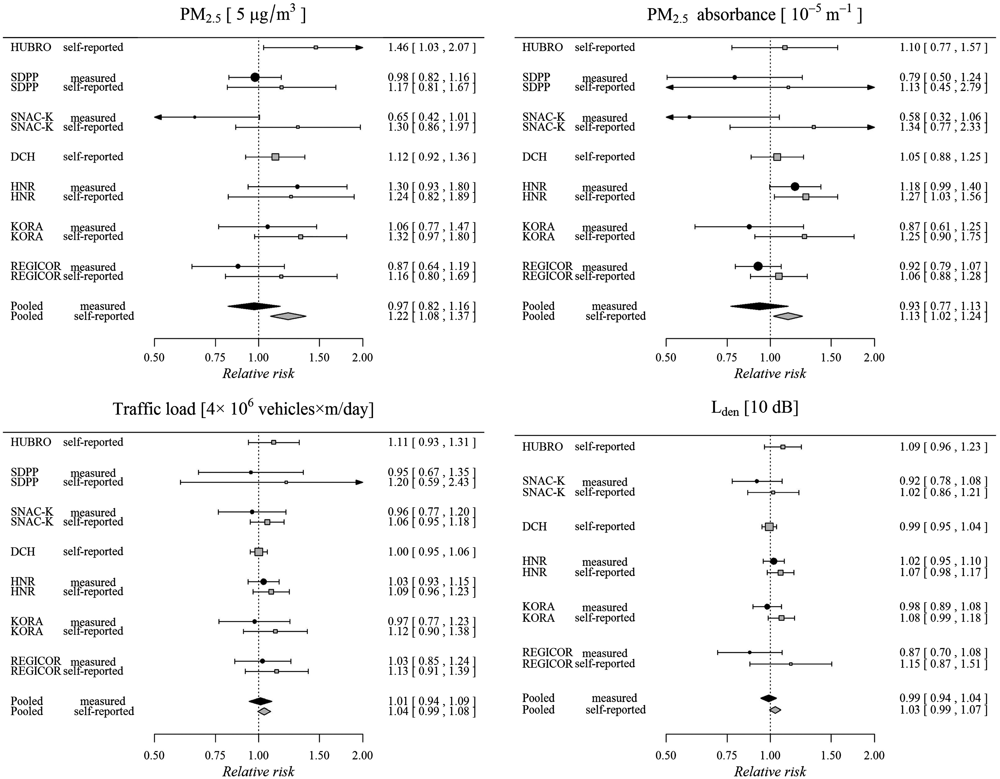 PM2.5 [ 5 μg/m³ ]
HUBRO self-reported 1.46 [ 1.03 , 2.07 ]
SDPP measured 0.98 [ 0.82 , 1.16 ]
SDPP self-reported 1.17 [ 0.81 , 1.67 ]
SNAC-K measured 0.65 [ 0.42 , 1.01 ]
SNAC-K self-reported 1.30 [ 0.86 , 1.97 ]
DCH self-reported 1.12 [ 0.92 , 1.36 ]
HNR measured 1.30 [ 0.93 , 1.80 ]
HNR self-reported 1.24 [ 0.82 , 1.89 ]
KORA measured 1.06 [ 0.77 , 1.47 ]
KORA self-reported 1.32 [ 0.97 , 1.80 ]
REGICOR measured 0.87 [ 0.64 , 1.19 ]
REGICOR self-reported 1.16 [ 0.80 , 1.69 ]
Pooled measured 0.97 [ 0.82 , 1.16 ]
Pooled self-reported 1.22 [ 1.08 , 1.37 ]
0.50 0.75 1.00 1.50 2.00
Relative risk
PM2.5 absorbance [ 10⁻⁵ m⁻¹ ]
HUBRO self-reported 1.10 [ 0.77 , 1.57 ]
SDPP measured 0.79 [ 0.50 , 1.24 ]
SDPP self-reported 1.13 [ 0.45 , 2.79 ]
SNAC-K measured 0.58 [ 0.32 , 1.06 ]
SNAC-K self-reported 1.34 [ 0.77 , 2.33 ]
DCH self-reported 1.05 [ 0.88 , 1.25 ]
HNR measured 1.18 [ 0.99 , 1.40 ]
HNR self-reported 1.27 [ 1.03 , 1.56 ]
KORA measured 0.87 [ 0.61 , 1.25 ]
KORA self-reported 1.25 [ 0.90 , 1.75 ]
REGICOR measured 0.92 [ 0.79 , 1.07 ]
REGICOR self-reported 1.06 [ 0.88 , 1.28 ]
Pooled measured 0.93 [ 0.77 , 1.13 ]
Pooled self-reported 1.13 [ 1.02 , 1.24 ]
0.50 0.75 1.00 1.50 2.00
Relative risk
Traffic load [4× 10⁶ vehicles×m/day]
HUBRO self-reported 1.11 [ 0.93 , 1.31 ]
SDPP measured 0.95 [ 0.67 , 1.35 ]
SDPP self-reported 1.20 [ 0.59 , 2.43 ]
SNAC-K measured 0.96 [ 0.77 , 1.20 ]
SNAC-K self-reported 1.06 [ 0.95 , 1.18 ]
DCH self-reported 1.00 [ 0.95 , 1.06 ]
HNR measured 1.03 [ 0.93 , 1.15 ]
HNR self-reported 1.09 [ 0.96 , 1.23 ]
KORA measured 0.97 [ 0.77 , 1.23 ]
KORA self-reported 1.12 [ 0.90 , 1.38 ]
REGICOR measured 1.03 [ 0.85 , 1.24 ]
REGICOR self-reported 1.13 [ 0.91 , 1.39 ]
Pooled measured 1.01 [ 0.94 , 1.09 ]
Pooled self-reported 1.04 [ 0.99 , 1.08 ]
0.50 0.75 1.00 1.50 2.00
Relative risk
Lden [10 dB]
HUBRO self-reported 1.09 [ 0.96 , 1.23 ]
SNAC-K measured 0.92 [ 0.78 , 1.08 ]
SNAC-K self-reported 1.02 [ 0.86 , 1.21 ]
DCH self-reported 0.99 [ 0.95 , 1.04 ]
HNR measured 1.02 [ 0.95 , 1.10 ]
HNR self-reported 1.07 [ 0.98 , 1.17 ]
KORA measured 0.98 [ 0.89 , 1.08 ]
KORA self-reported 1.08 [ 0.99 , 1.18 ]
REGICOR measured 0.87 [ 0.70 , 1.08 ]
REGICOR self-reported 1.15 [ 0.87 , 1.51 ]
Pooled measured 0.99 [ 0.94 , 1.04 ]
Pooled self-reported 1.03 [ 0.99 , 1.07 ]
0.50 0.75 1.00 1.50 2.00
Relative risk